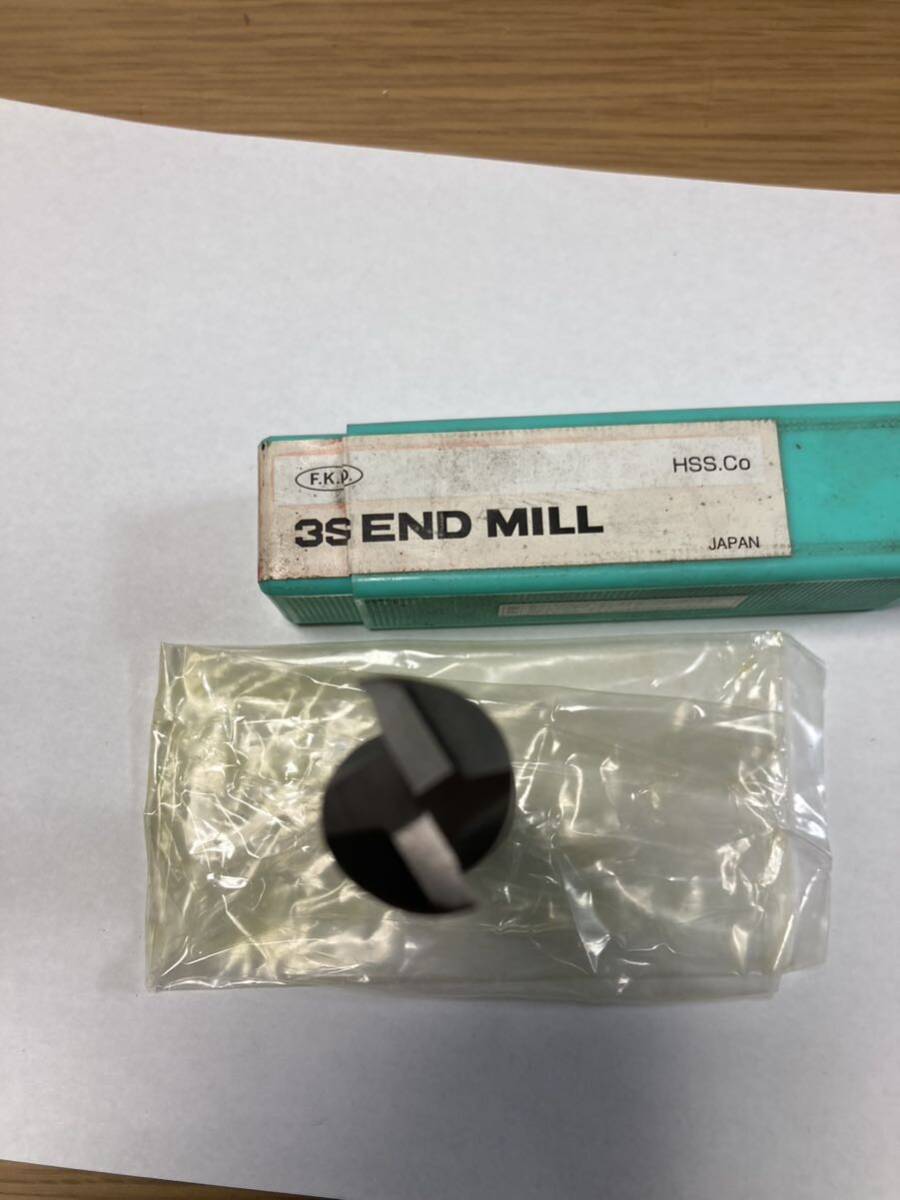 F.K.D.
HSS.Co
3S END MILL
JAPAN